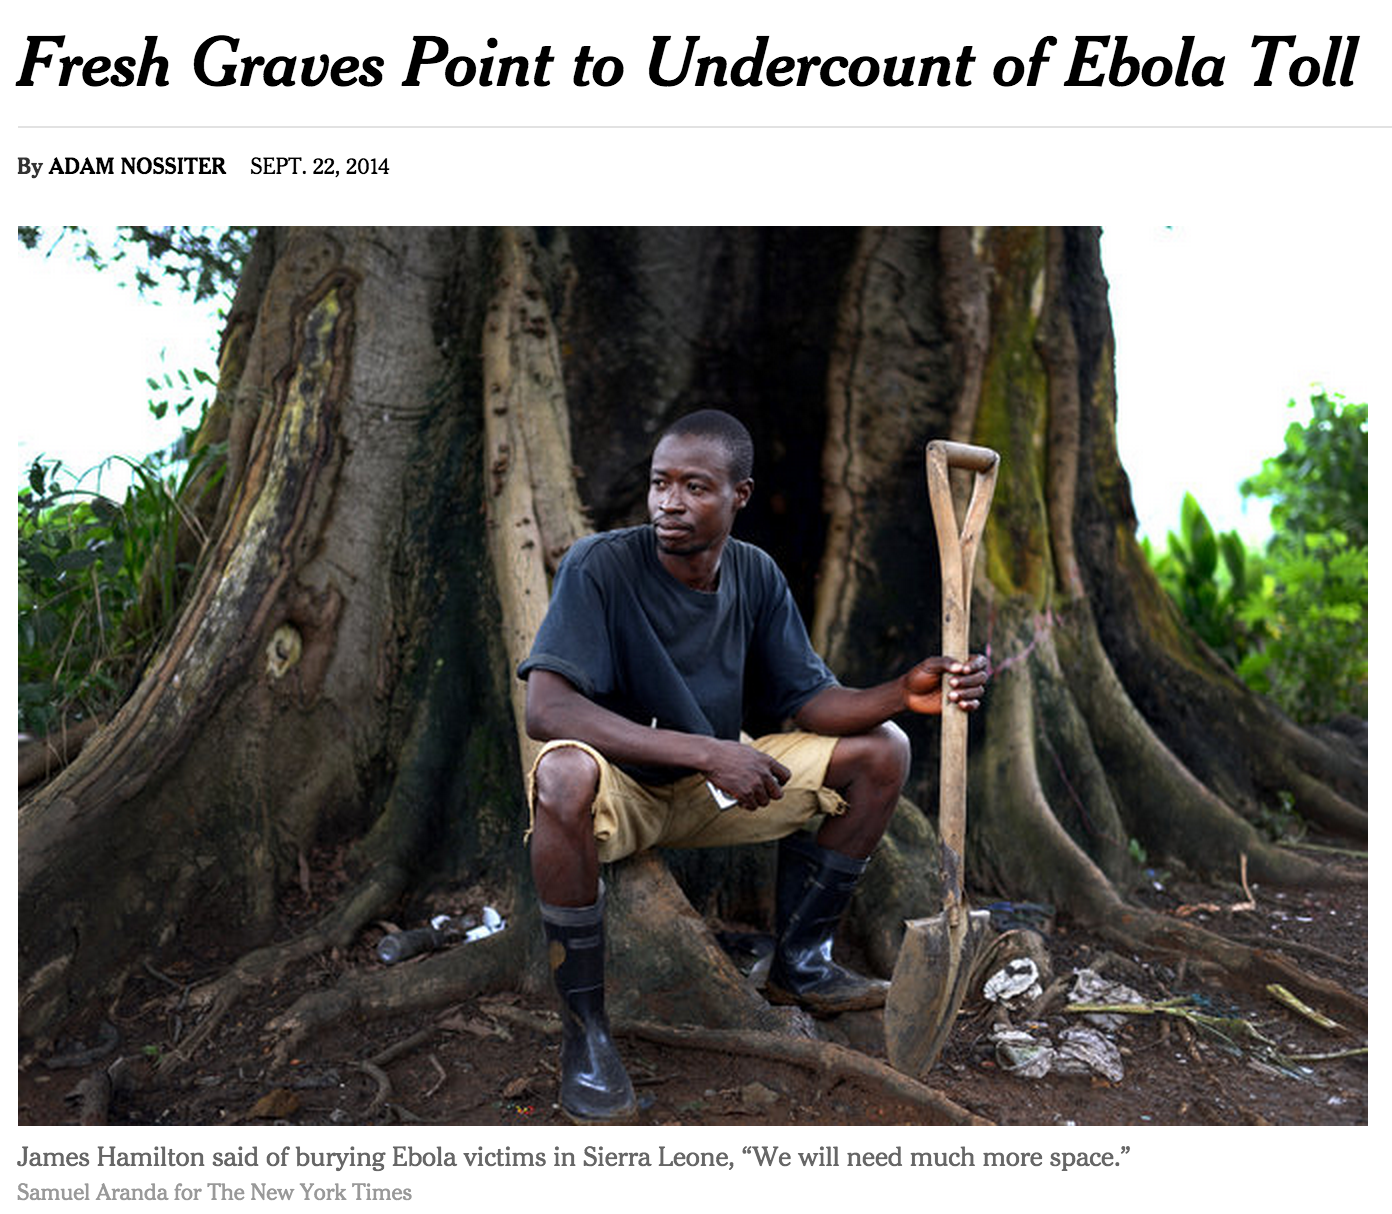 Fresh Graves Point to Undercount of Ebola Toll
By ADAM NOSSITER SEPT. 22, 2014
James Hamilton said of burying Ebola victims in Sierra Leone, “We will need much more space.”
Samuel Aranda for The New York Times